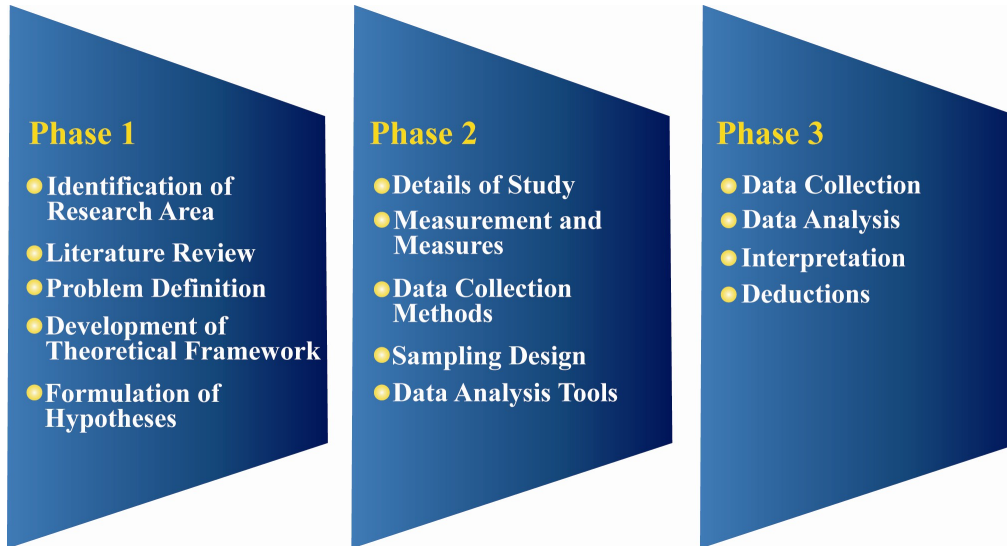 Phase 1
Identification of
Research Area
Literature Review
Problem Definition
Development of
Theoretical Framework
Formulation of
Hypotheses
Phase 2
Details of Study
Measurement and
Measures
Data Collection
Methods
Sampling Design
Data Analysis Tools
Phase 3
Data Collection
Data Analysis
Interpretation
Deductions